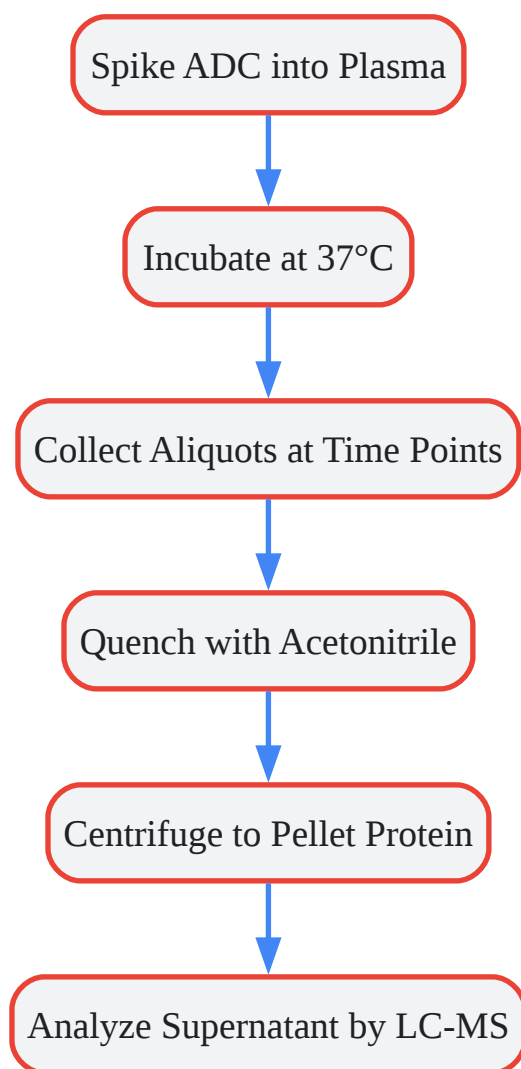 Spike ADC into Plasma
Incubate at 37°C
Collect Aliquots at Time Points
Quench with Acetonitrile
Centrifuge to Pellet Protein
Analyze Supernatant by LC-MS